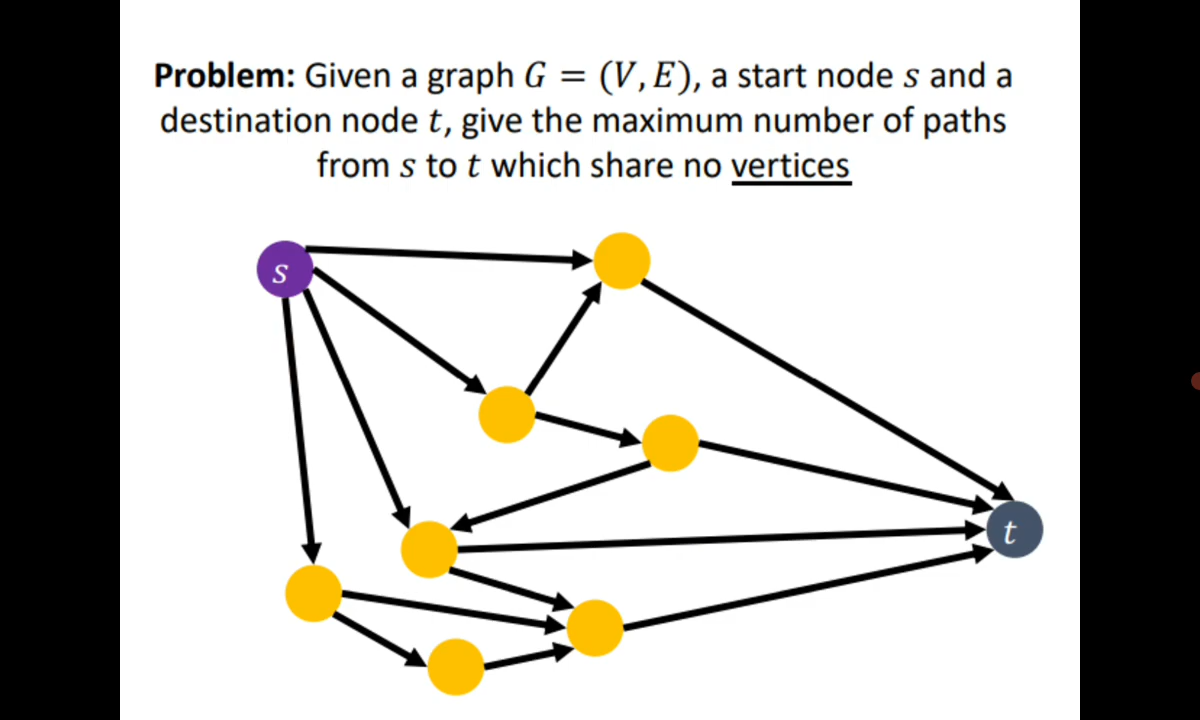 Problem: Given a graph G = (V, E), a start node s and a
destination node t, give the maximum number of paths
from s to t which share no vertices
s
t